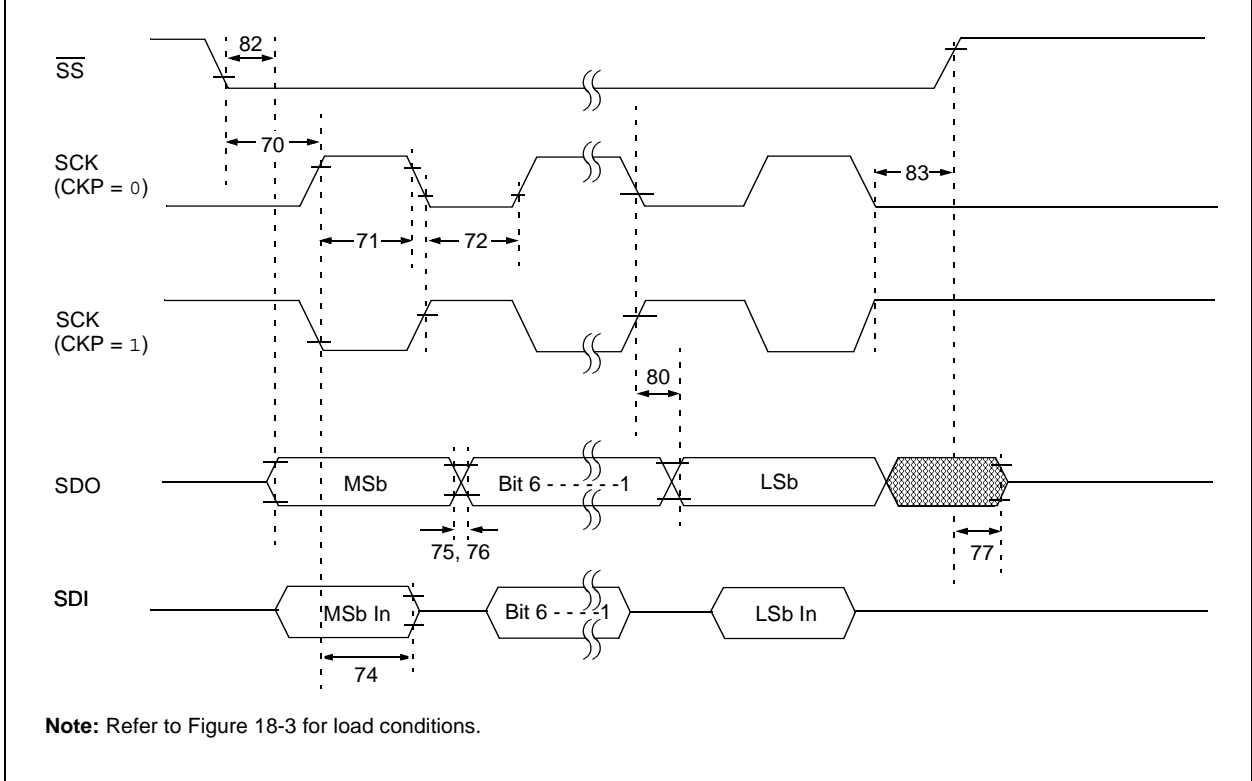 82
SS
70
SCK
(CKP = 0)
83
71
72
SCK
(CKP = 1)
80
SDO
MSb
Bit 6 - - - - - -1
LSb
75, 76
77
SDI
MSb In
Bit 6 - - - -1
LSb In
74
Note: Refer to Figure 18-3 for load conditions.